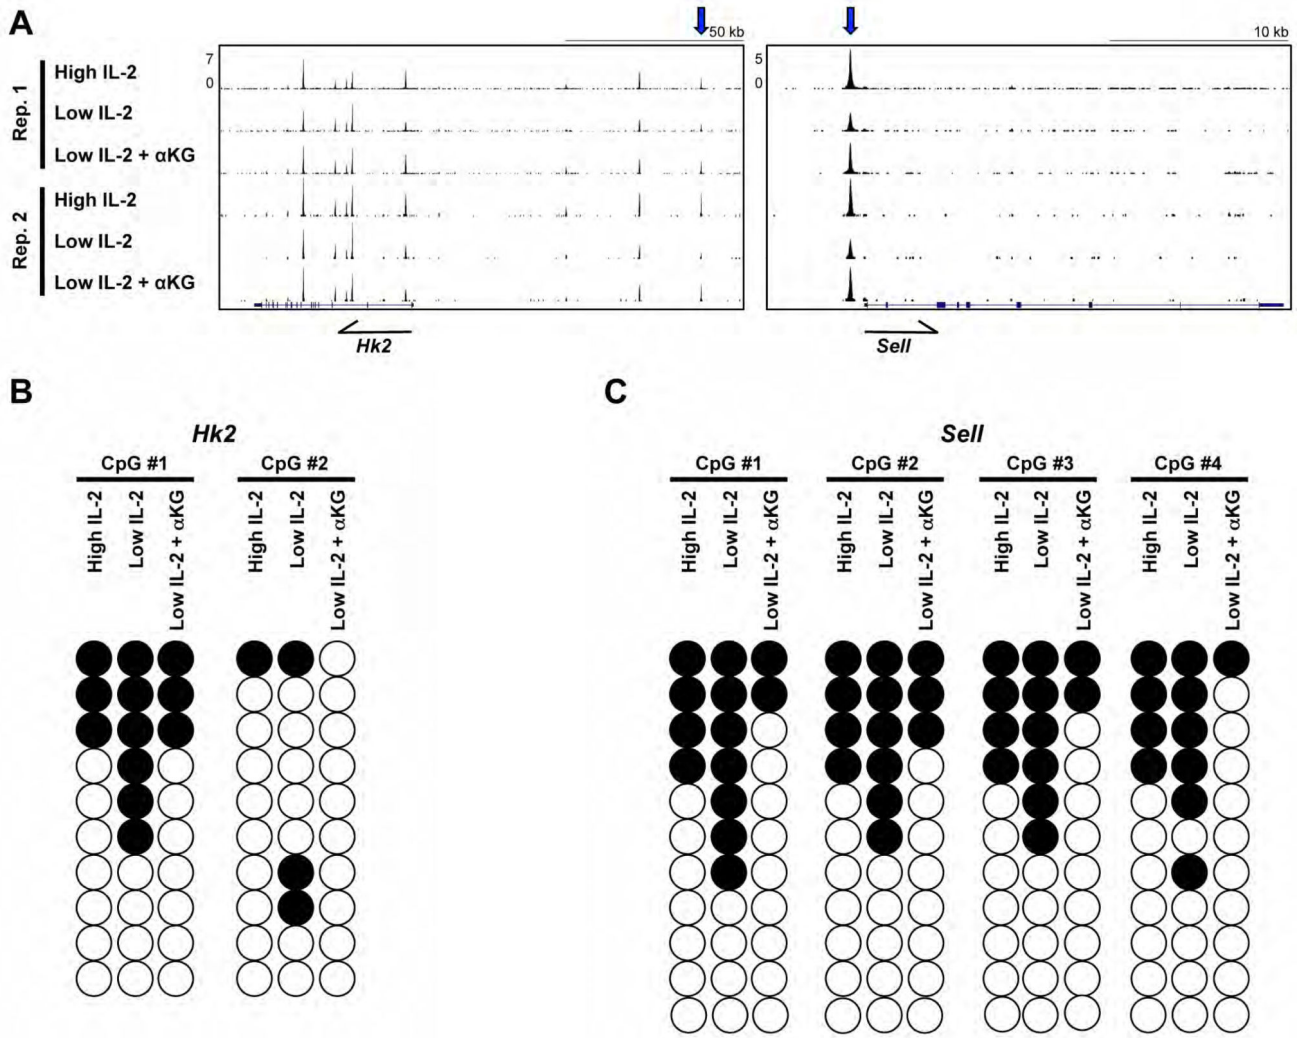 A
50 kb
10 kb
7
0
5
0
Rep. 1
High IL-2
Low IL-2
Low IL-2 + αKG
Rep. 2
High IL-2
Low IL-2
Low IL-2 + αKG
Hk2
Sell
B
Hk2
CpG #1
CpG #2
High IL-2
Low IL-2
Low IL-2 + αKG
High IL-2
Low IL-2
Low IL-2 + αKG
C
Sell
CpG #1
CpG #2
CpG #3
CpG #4
High IL-2
Low IL-2
Low IL-2 + αKG
High IL-2
Low IL-2
Low IL-2 + αKG
High IL-2
Low IL-2
Low IL-2 + αKG
High IL-2
Low IL-2
Low IL-2 + αKG